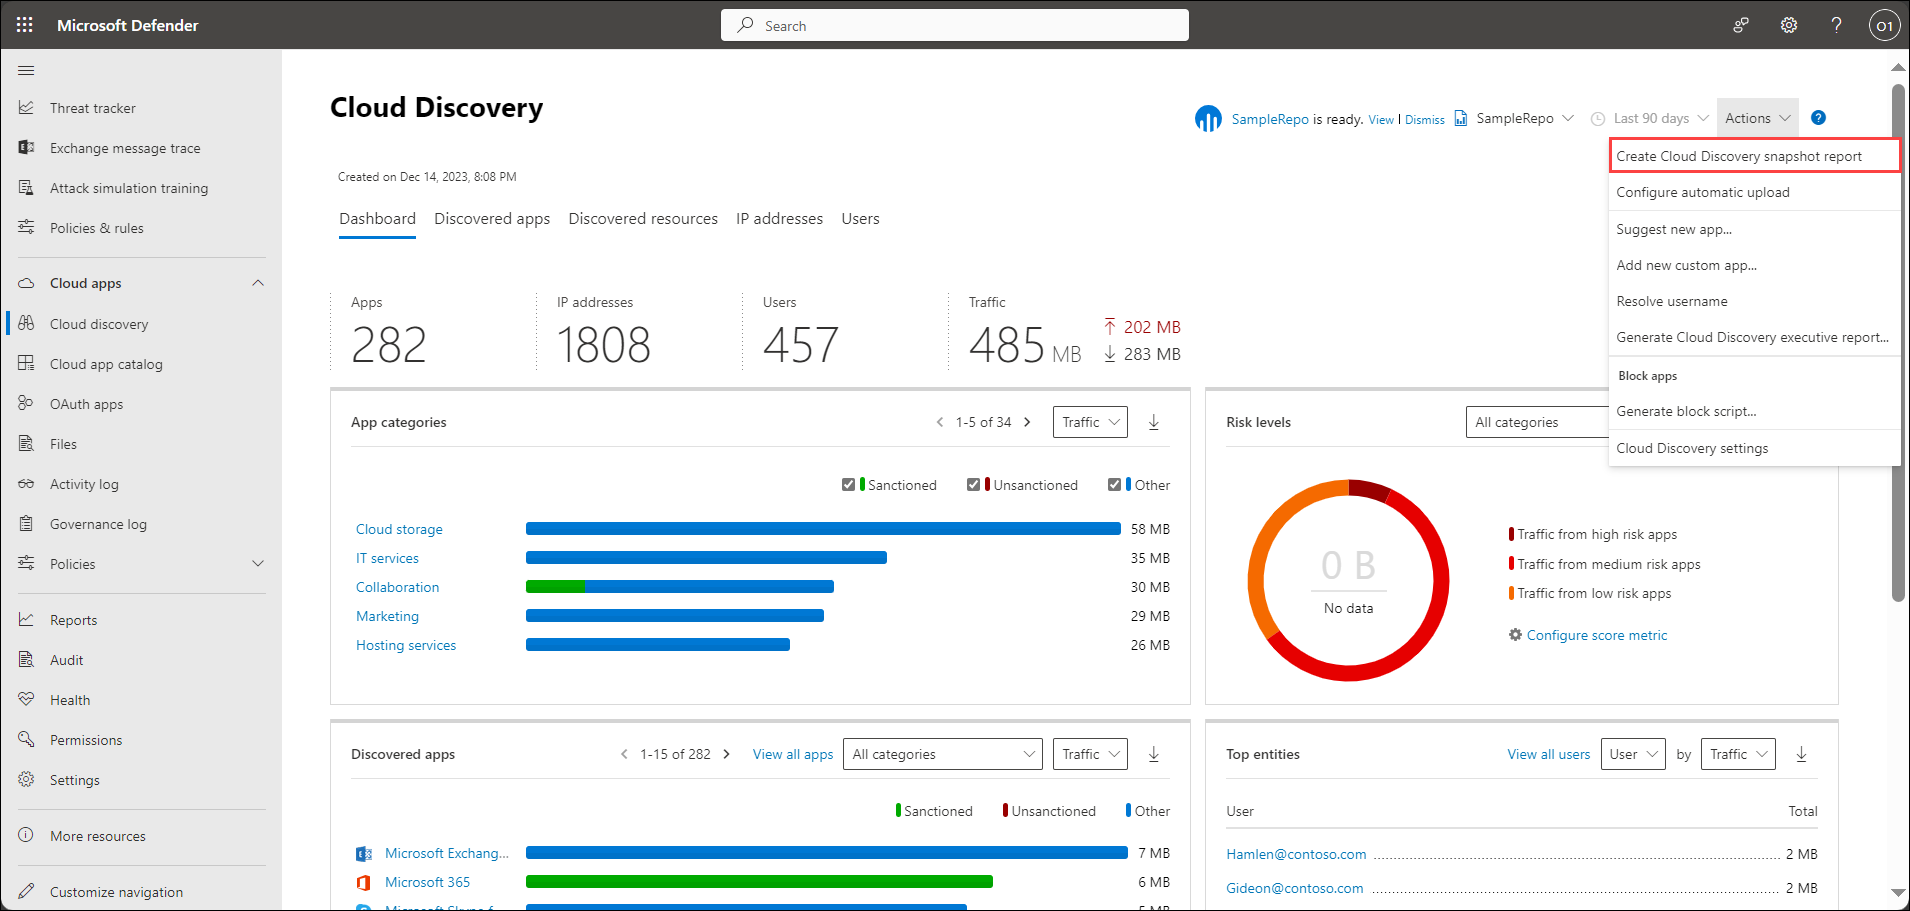 Microsoft Defender
Search
O1
Threat tracker
Exchange message trace
Attack simulation training
Policies & rules
Cloud apps
Cloud discovery
Cloud app catalog
OAuth apps
Files
Activity log
Governance log
Policies
Reports
Audit
Health
Permissions
Settings
More resources
Customize navigation
Cloud Discovery
SampleRepo is ready. View | Dismiss SampleRepo Last 90 days Actions ?
Create Cloud Discovery snapshot report
Configure automatic upload
Suggest new app...
Add new custom app...
Resolve username
Generate Cloud Discovery executive report...
Block apps
Generate block script...
Cloud Discovery settings
Created on Dec 14, 2023, 8:08 PM
Dashboard Discovered apps Discovered resources IP addresses Users
Apps IP addresses Users Traffic
282 1808 457 485 MB
202 MB
283 MB
App categories 1-5 of 34 Traffic
Sanctioned Unsanctioned Other
Cloud storage 58 MB
IT services 35 MB
Collaboration 30 MB
Marketing 29 MB
Hosting services 26 MB
Risk levels All categories
0 B
No data
Traffic from high risk apps
Traffic from medium risk apps
Traffic from low risk apps
Configure score metric
Discovered apps 1-15 of 282 View all apps All categories Traffic
Sanctioned Unsanctioned Other
Microsoft Exchang... 7 MB
Microsoft 365 6 MB
Microsoft Skype f... 5 MB
Top entities View all users User by Traffic
User Total
Hamlen@contoso.com 2 MB
Gideon@contoso.com 2 MB